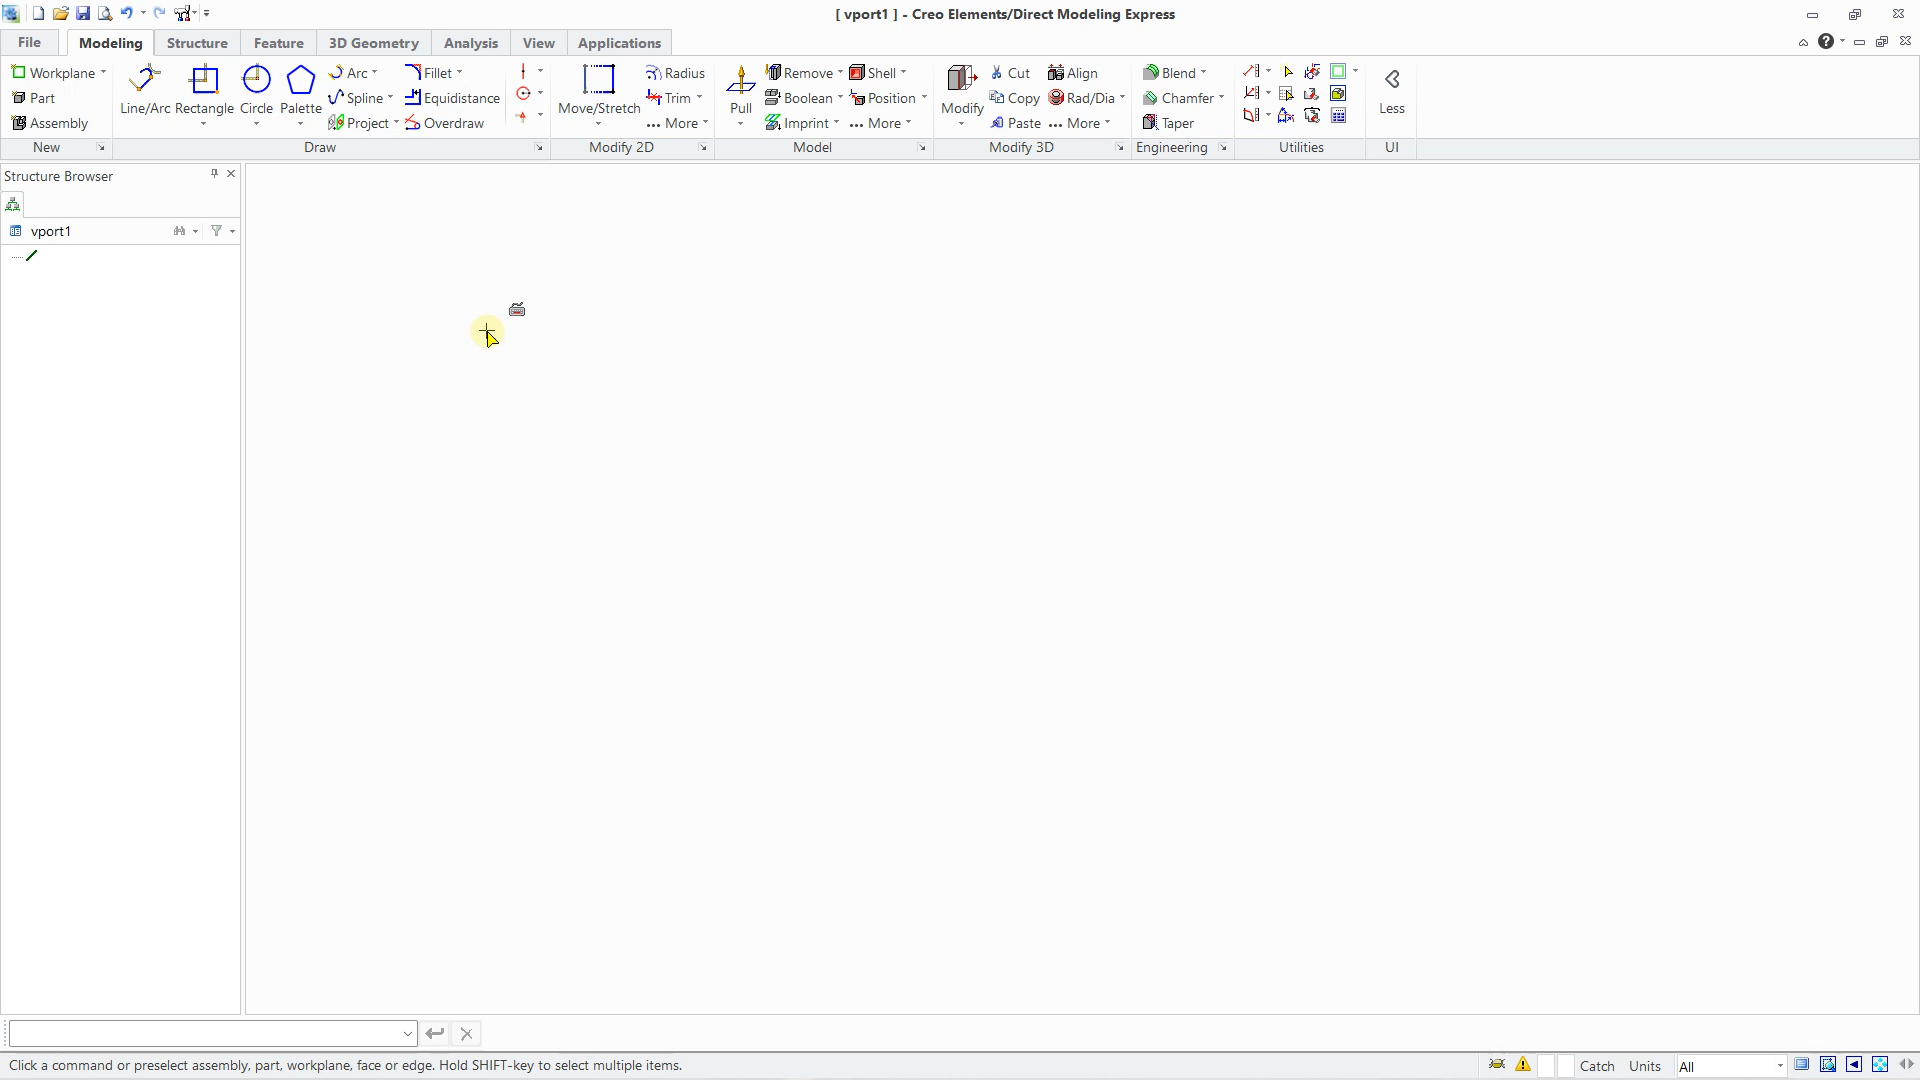 [ vport1 ] - Creo Elements/Direct Modeling Express
File Modeling Structure Feature 3D Geometry Analysis View Applications
Workplane
Part
Assembly
New
Line/Arc Rectangle Circle Palette
Arc Fillet
Spline Equidistance
Project Overdraw
Draw
Move/Stretch
Radius
Trim
... More
Modify 2D
Pull
Remove Shell
Boolean Position
Imprint ... More
Model
Modify
Cut Align
Copy Rad/Dia
Paste ... More
Modify 3D
Blend
Chamfer
Taper
Engineering
Utilities
Less
UI
Structure Browser
vport1
Click a command or preselect assembly, part, workplane, face or edge. Hold SHIFT-key to select multiple items.
Catch Units All